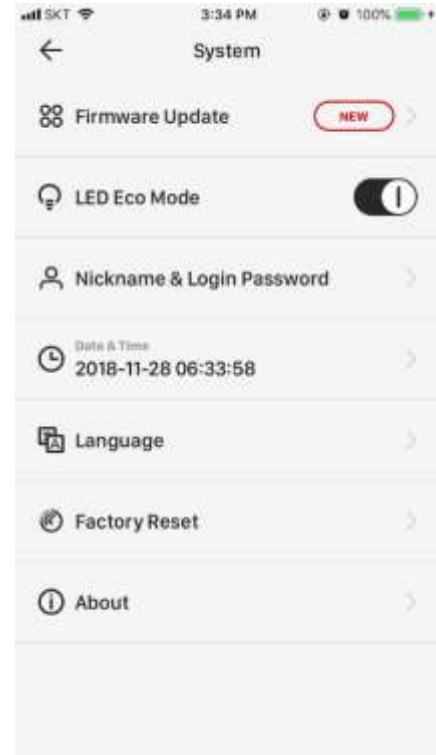 SKT 3:34 PM 100%
System
Firmware Update NEW
LED Eco Mode
Nickname & Login Password
Date & Time
2018-11-28 06:33:58
Language
Factory Reset
About